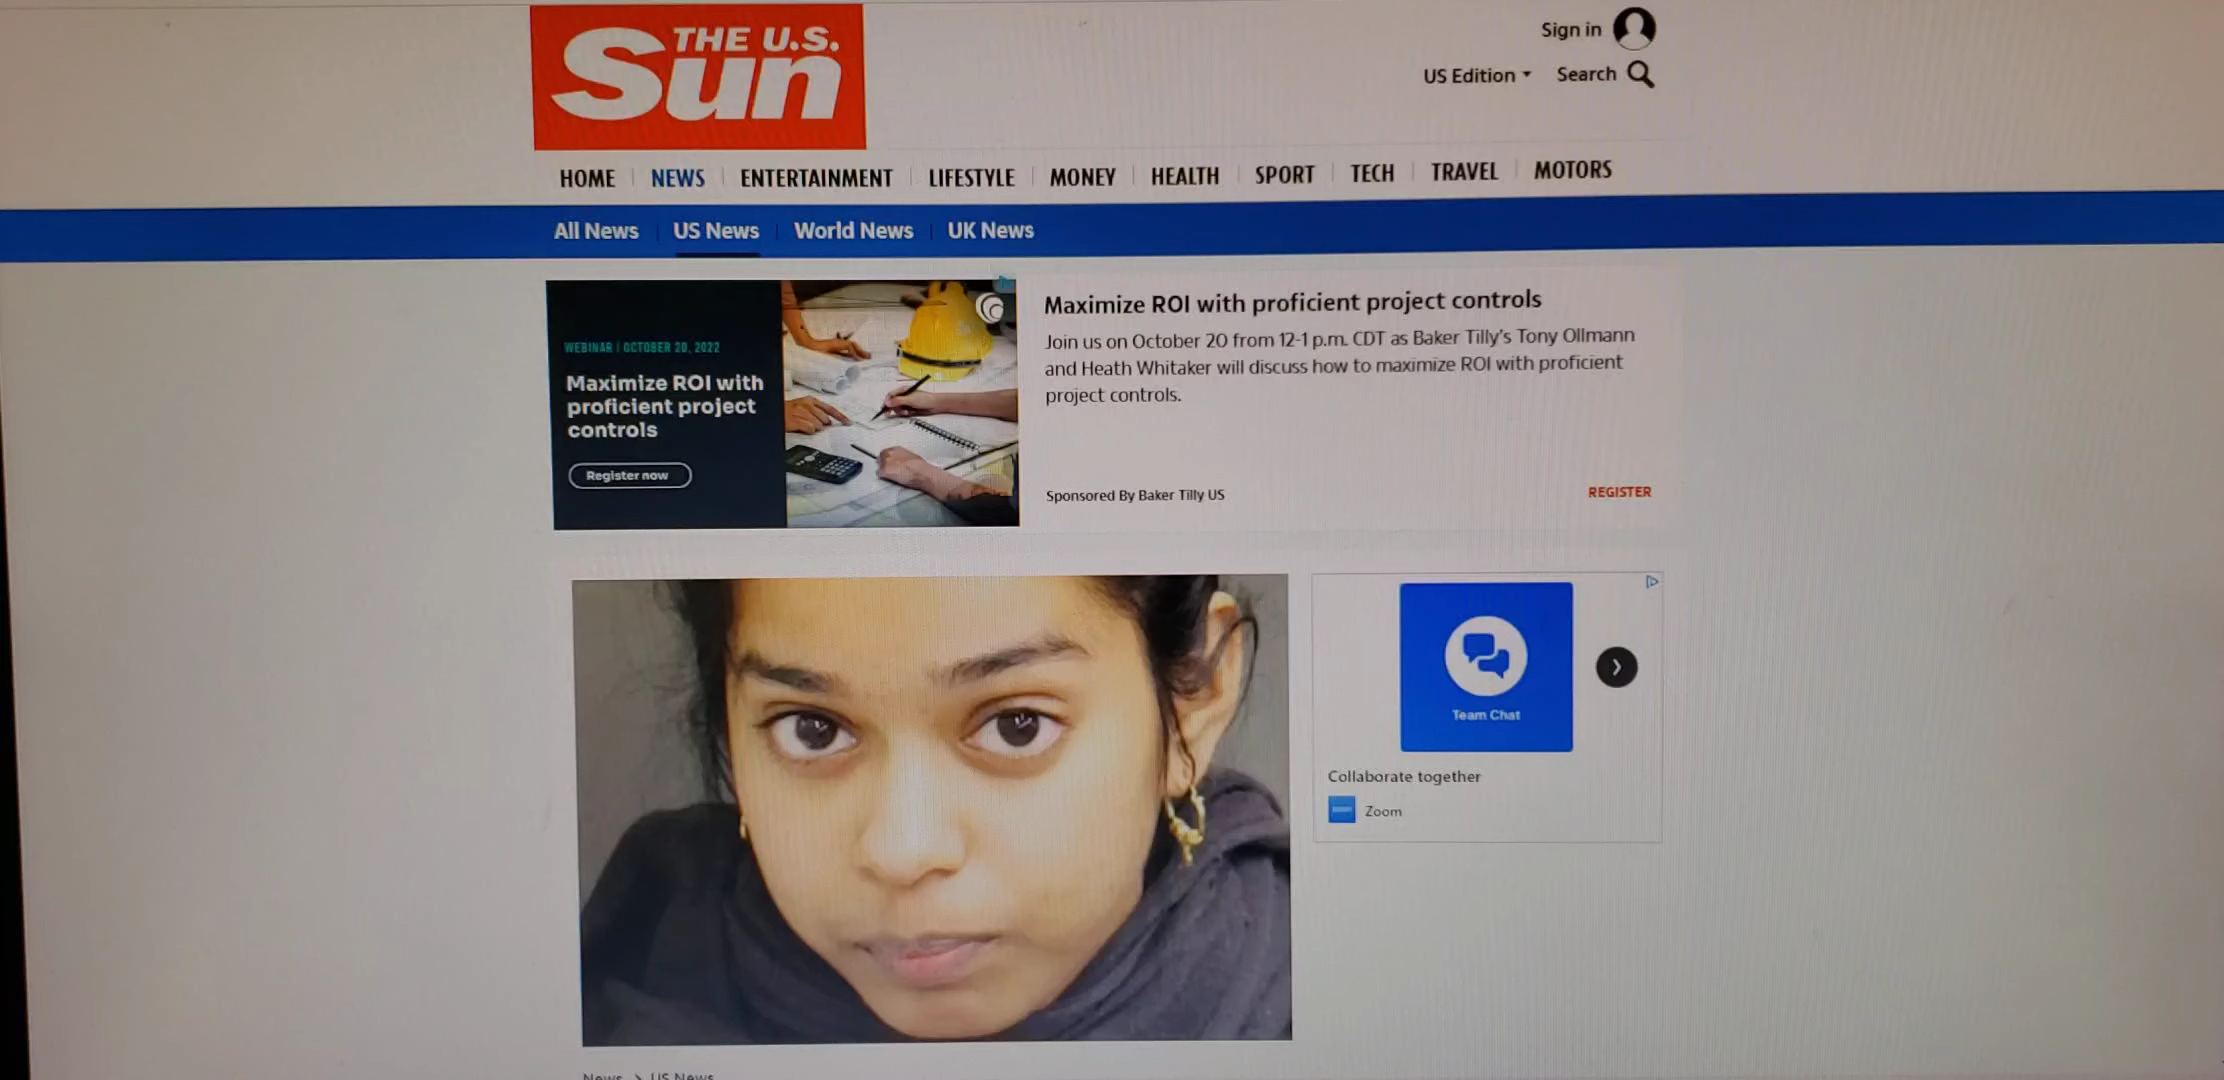 THE U.S.
Sun
Sign in
US Edition
Search
HOME
NEWS
ENTERTAINMENT
LIFESTYLE
MONEY
HEALTH
SPORT
TECH
TRAVEL
MOTORS
All News
US News
World News
UK News
WEBINAR | OCTOBER 20, 2022
Maximize ROI with
proficient project
controls
Register now
Maximize ROI with proficient project controls
Join us on October 20 from 12-1 p.m. CDT as Baker Tilly's Tony Ollmann
and Heath Whitaker will discuss how to maximize ROI with proficient
project controls.
Sponsored By Baker Tilly US
REGISTER
Team Chat
Collaborate together
Zoom
News > US News